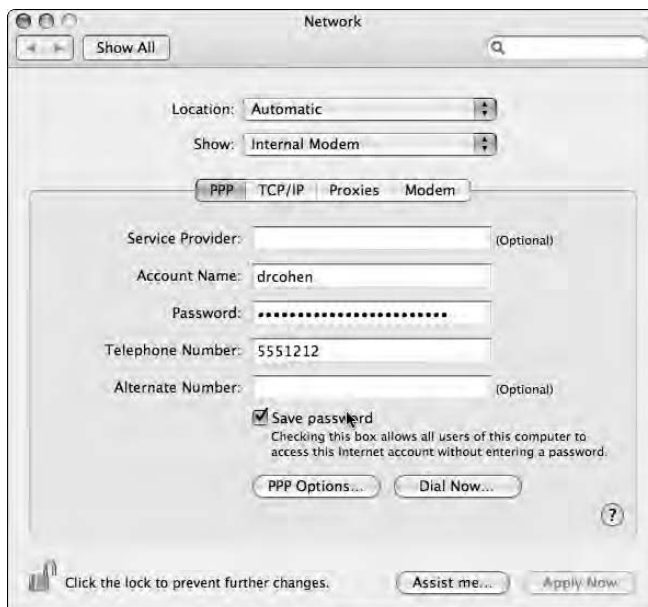 Network
Show All
Location: Automatic
Show: Internal Modem
PPP TCP/IP Proxies Modem
Service Provider: (Optional)
Account Name: drcohen
Password: ••••••••••••••••••••••••
Telephone Number: 5551212
Alternate Number: (Optional)
Save password
Checking this box allows all users of this computer to
access this Internet account without entering a password.
PPP Options... Dial Now...
?
Click the lock to prevent further changes. Assist me... Apply Now